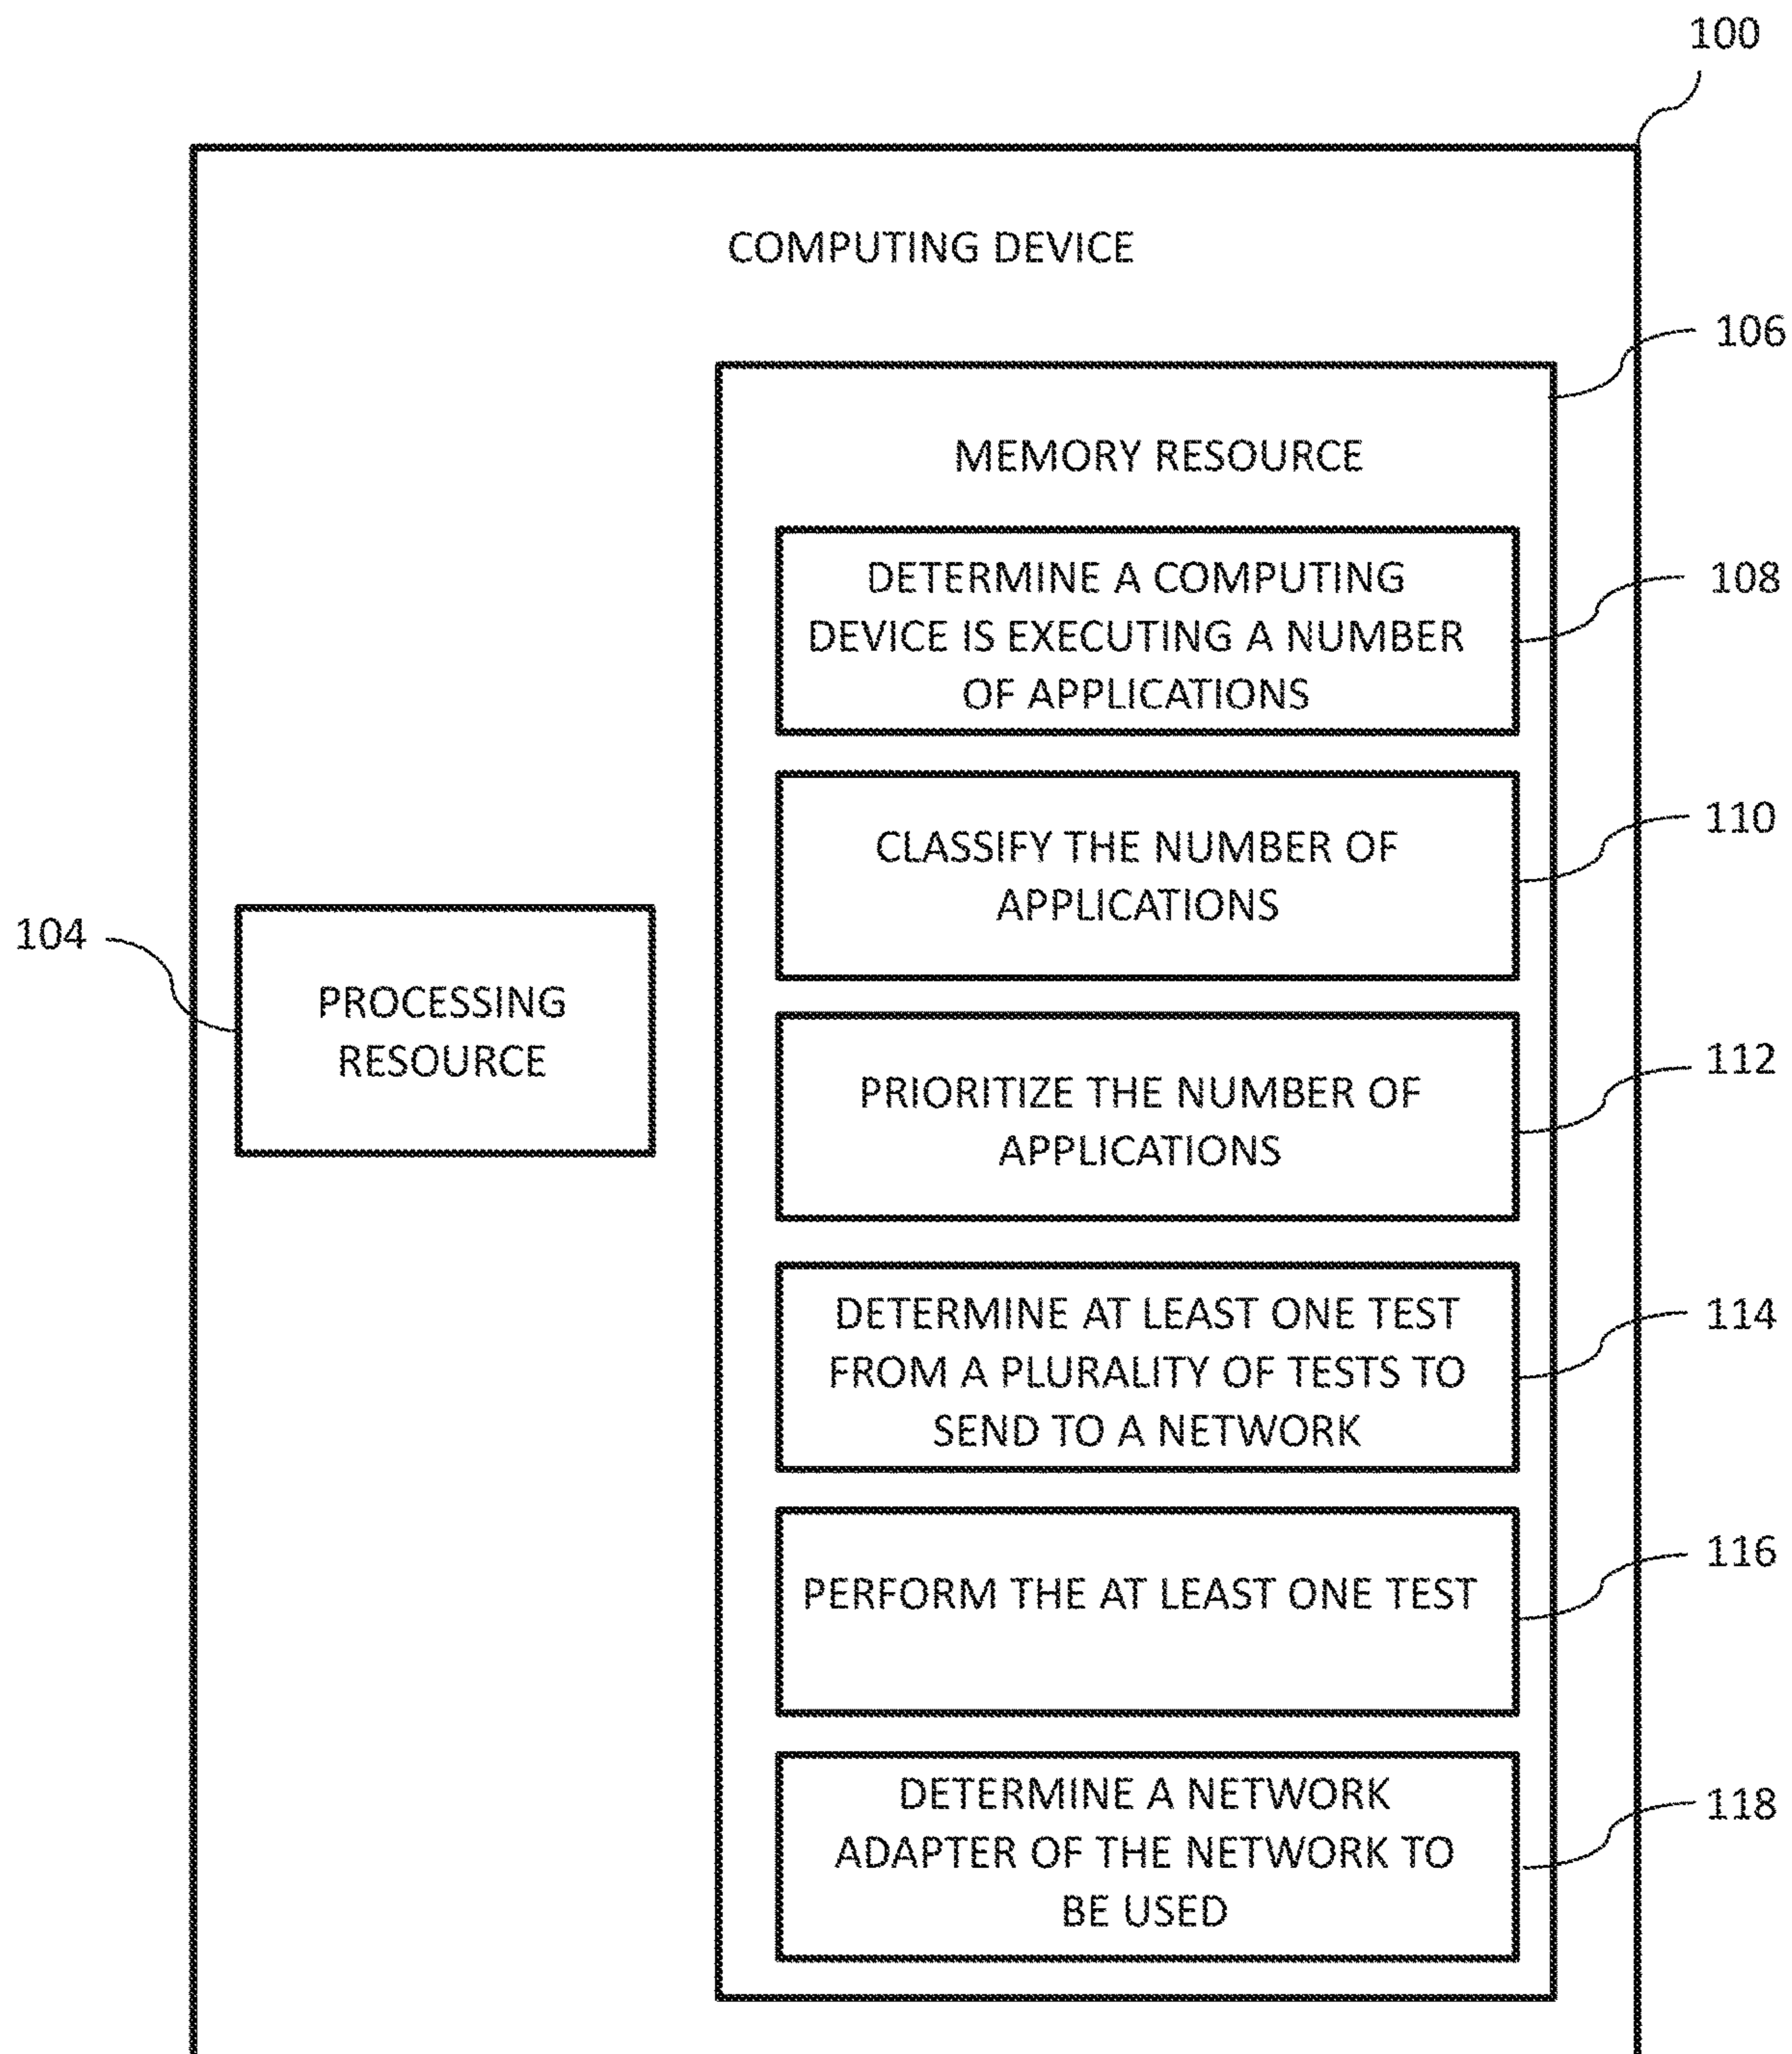 100
COMPUTING DEVICE
106
MEMORY RESOURCE
DETERMINE A COMPUTING
DEVICE IS EXECUTING A NUMBER
OF APPLICATIONS
108
CLASSIFY THE NUMBER OF
APPLICATIONS
110
104
PROCESSING
RESOURCE
PRIORITIZE THE NUMBER OF
APPLICATIONS
112
DETERMINE AT LEAST ONE TEST
FROM A PLURALITY OF TESTS TO
SEND TO A NETWORK
114
PERFORM THE AT LEAST ONE TEST
116
DETERMINE A NETWORK
ADAPTER OF THE NETWORK TO
BE USED
118